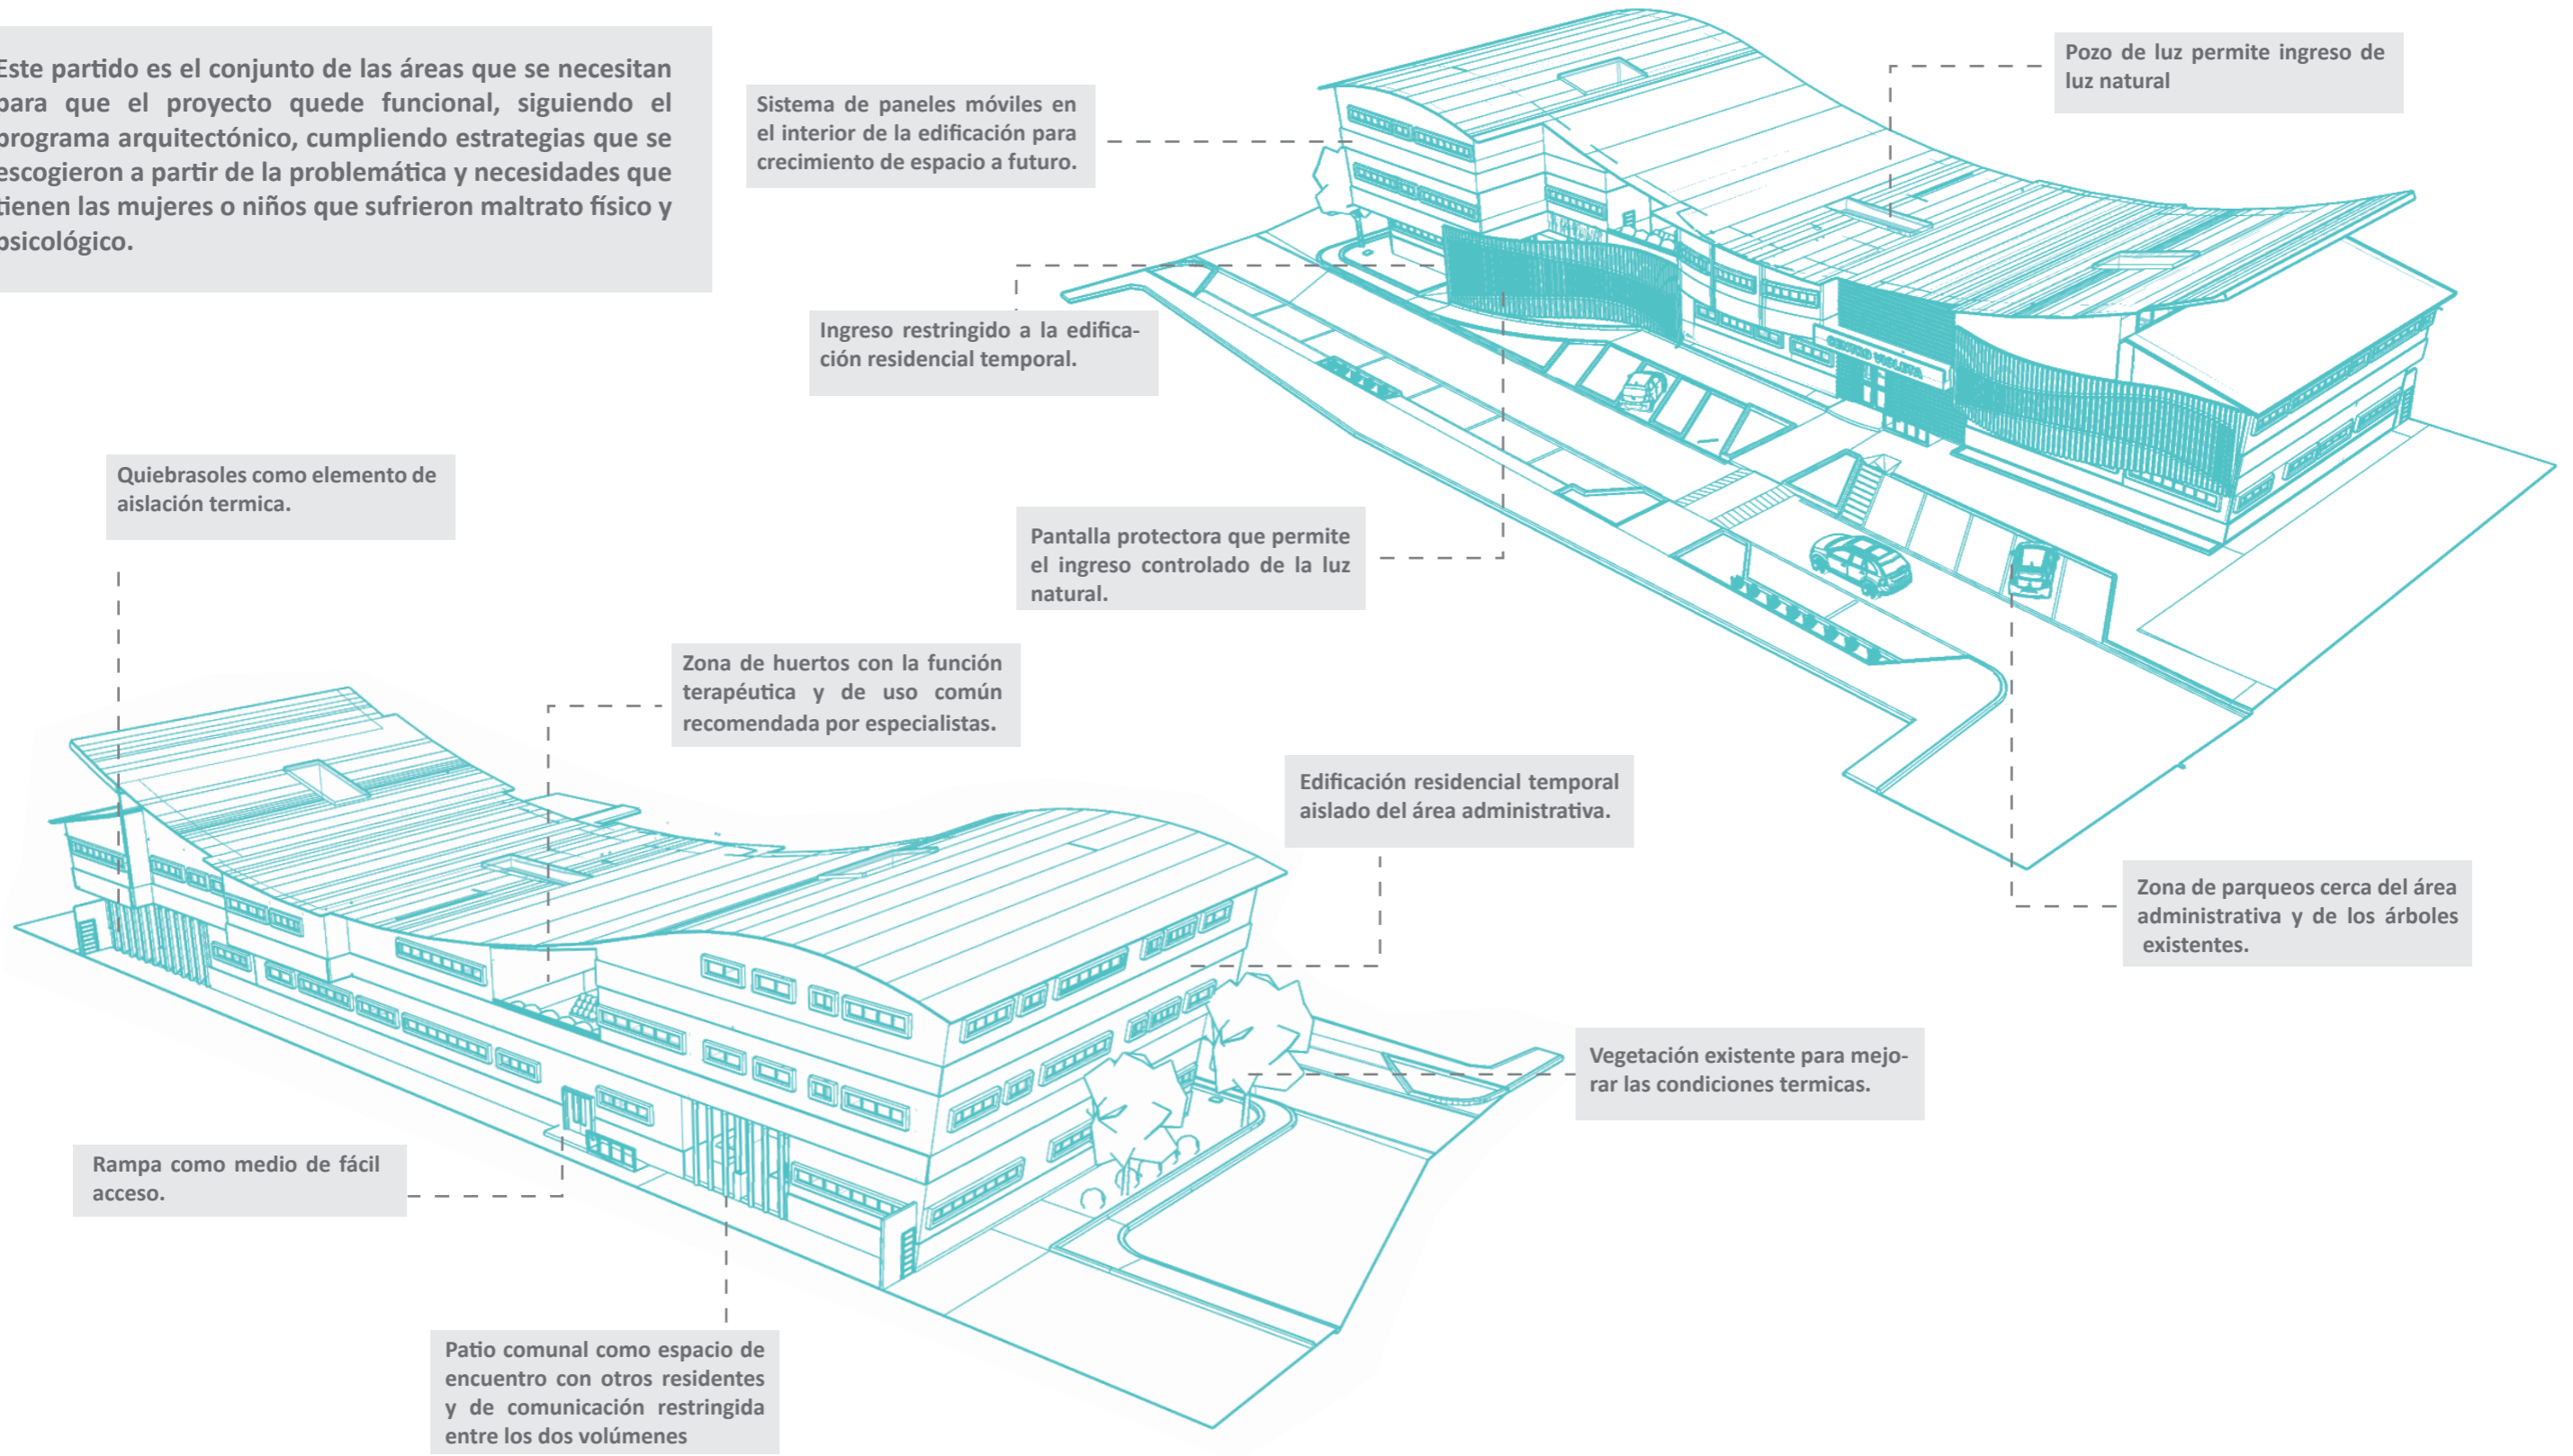 Este partido es el conjunto de las áreas que se necesitan
para que el proyecto quede funcional, siguiendo el
programa arquitectónico, cumpliendo estrategias que se
escogieron a partir de la problemática y necesidades que
tienen las mujeres o niños que sufrieron maltrato físico y
psicológico.
Sistema de paneles móviles en
el interior de la edificación para
crecimiento de espacio a futuro.
Pozo de luz permite ingreso de
luz natural
Ingreso restringido a la edifica-
ción residencial temporal.
CENTRO VIOLETA
Quiebrasoles como elemento de
aislación termica.
Pantalla protectora que permite
el ingreso controlado de la luz
natural.
Zona de huertos con la función
terapéutica y de uso común
recomendada por especialistas.
Edificación residencial temporal
aislado del área administrativa.
Zona de parqueos cerca del área
administrativa y de los árboles
existentes.
Vegetación existente para mejo-
rar las condiciones termicas.
Rampa como medio de fácil
acceso.
Patio comunal como espacio de
encuentro con otros residentes
y de comunicación restringida
entre los dos volúmenes